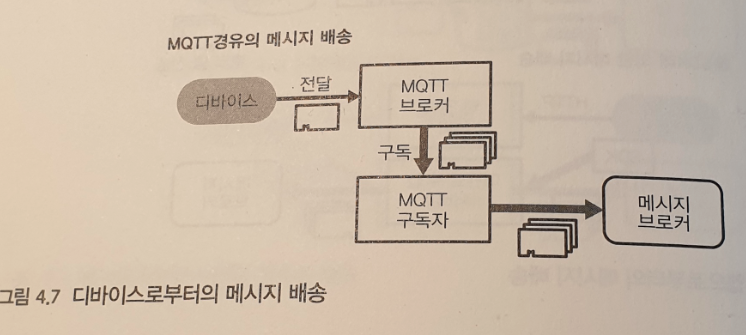 MQTT경유의 메시지 배송
디바이스
전달
MQTT
브로커
구독
MQTT
구독자
메시지
브로커
그림 4.7 디바이스로부터의 메시지 배송